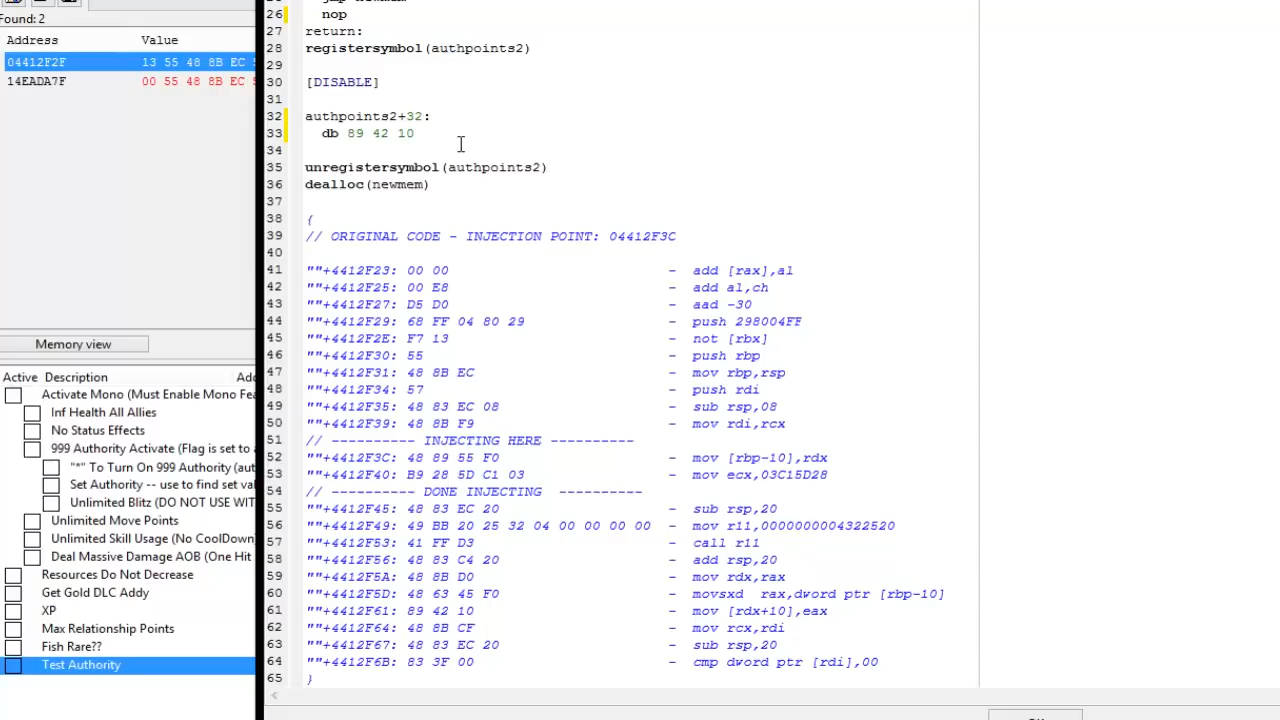 Found: 2
Address Value
04412F2F 13 55 48 8B EC
14EADA7F 00 55 48 8B EC
Memory view
Active Description
Activate Mono (Must Enable Mono Fea
Inf Health All Allies
No Status Effects
999 Authority Activate (Flag is set to
"*" To Turn On 999 Authority (aut
Set Authority -- use to find set val
Unlimited Blitz (DO NOT USE WIT
Unlimited Move Points
Unlimited Skill Usage (No CoolDown
Deal Massive Damage AOB (One Hit
Resources Do Not Decrease
Get Gold DLC Addy
XP
Max Relationship Points
Fish Rare??
Test Authority
26 nop
27 return:
28 registersymbol(authpoints2)
29
30 [DISABLE]
31
32 authpoints2+32:
33 db 89 42 10
34
35 unregistersymbol(authpoints2)
36 dealloc(newmem)
37
38 {
39 // ORIGINAL CODE - INJECTION POINT: 04412F3C
40
41 ""+4412F23: 00 00 - add [rax],al
42 ""+4412F25: 00 E8 - add al,ch
43 ""+4412F27: D5 D0 - aad -30
44 ""+4412F29: 68 FF 04 80 29 - push 298004FF
45 ""+4412F2E: F7 13 - not [rbx]
46 ""+4412F30: 55 - push rbp
47 ""+4412F31: 48 8B EC - mov rbp,rsp
48 ""+4412F34: 57 - push rdi
49 ""+4412F35: 48 83 EC 08 - sub rsp,08
50 ""+4412F39: 48 8B F9 - mov rdi,rcx
51 // ---------- INJECTING HERE ----------
52 ""+4412F3C: 48 89 55 F0 - mov [rbp-10],rdx
53 ""+4412F40: B9 28 5D C1 03 - mov ecx,03C15D28
54 // ---------- DONE INJECTING ----------
55 ""+4412F45: 48 83 EC 20 - sub rsp,20
56 ""+4412F49: 49 BB 20 25 32 04 00 00 00 00 - mov r11,0000000004322520
57 ""+4412F53: 41 FF D3 - call r11
58 ""+4412F56: 48 83 C4 20 - add rsp,20
59 ""+4412F5A: 48 8B D0 - mov rdx,rax
60 ""+4412F5D: 48 63 45 F0 - movsxd rax,dword ptr [rbp-10]
61 ""+4412F61: 89 42 10 - mov [rdx+10],eax
62 ""+4412F64: 48 8B CF - mov rcx,rdi
63 ""+4412F67: 48 83 EC 20 - sub rsp,20
64 ""+4412F6B: 83 3F 00 - cmp dword ptr [rdi],00
65 }